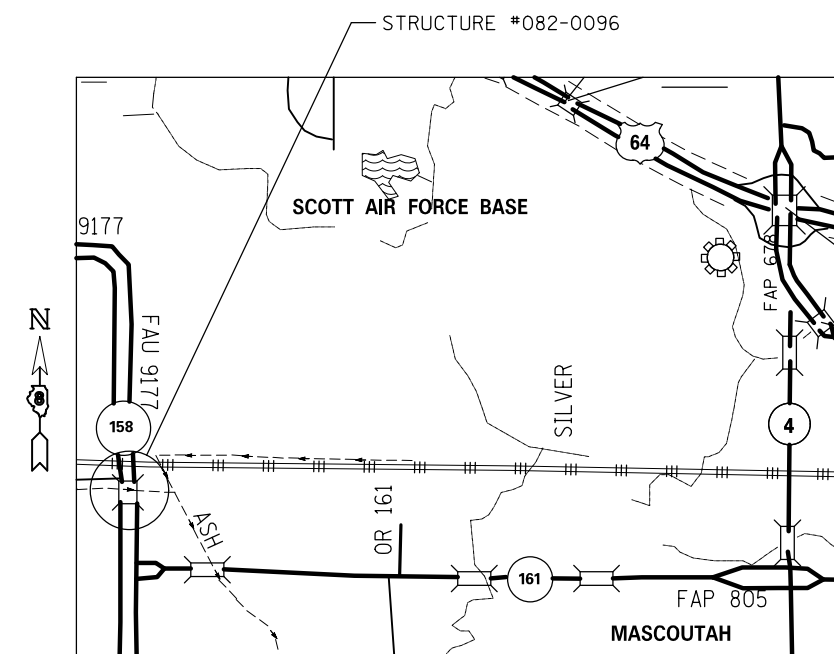 STRUCTURE #082-0096
64
SCOTT AIR FORCE BASE
9177
FAP 678
N
FAU 9177
8
SILVER
158
4
OR 161
ASH
161
FAP 805
MASCOUTAH